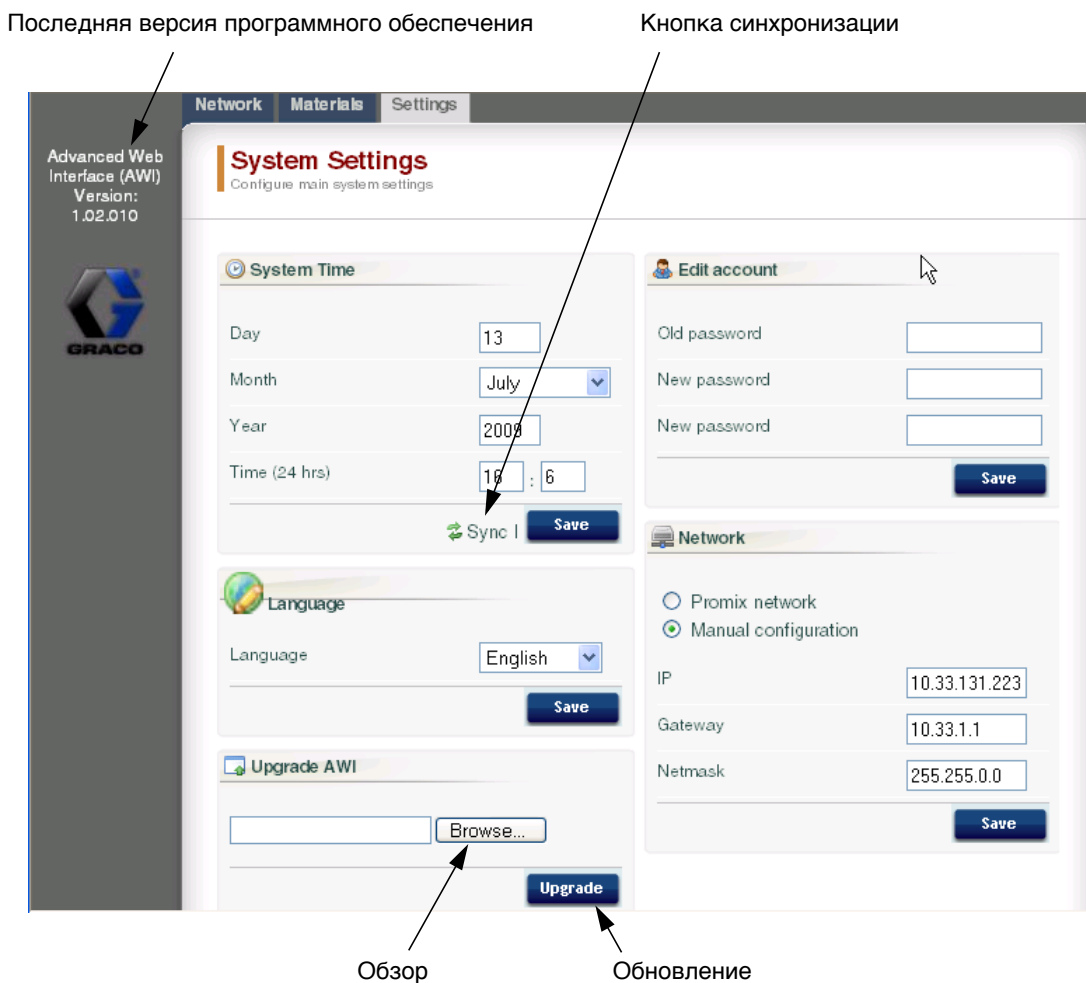 Последняя версия программного обеспечения
Кнопка синхронизации
Network
Materials
Settings
Advanced Web
Interface (AWI)
Version:
1.02.010
GRACO
System Settings
Configure main system settings
System Time
Day
13
Month
July
Year
2009
Time (24 hrs)
16 : 6
Sync |
Save
Language
Language
English
Save
Upgrade AWI
Browse...
Upgrade
Edit account
Old password
New password
New password
Save
Network
Promix network
Manual configuration
IP
10.33.131.223
Gateway
10.33.1.1
Netmask
255.255.0.0
Save
Обзор
Обновление